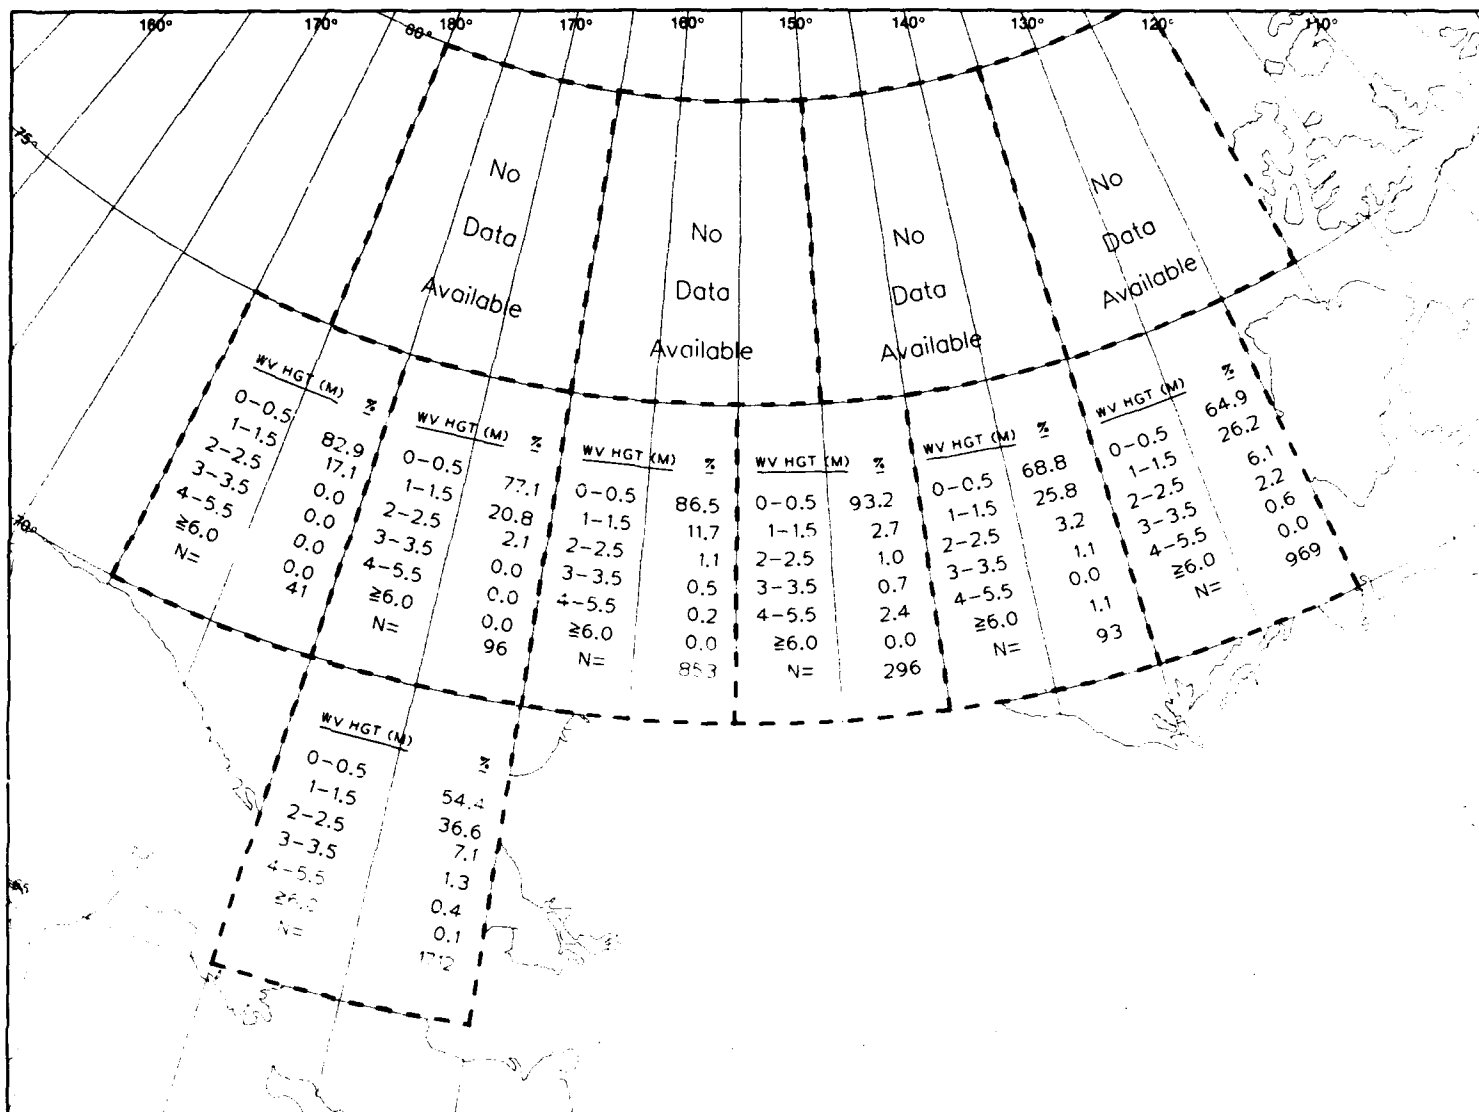 160° 170° 180° 170° 160° 150° 140° 130° 120° 110°
80°
75°
No
Data
Available
No
Data
Available
No
Data
Available
No
Data
Available
WV HGT (M) %
0-0.5 82.9
1-1.5 17.1
2-2.5 0.0
3-3.5 0.0
4-5.5 0.0
≧6.0 0.0
N= 41
WV HGT (M) %
0-0.5 77.1
1-1.5 20.8
2-2.5 2.1
3-3.5 0.0
4-5.5 0.0
≧6.0 0.0
N= 96
WV HGT (M) %
0-0.5 86.5
1-1.5 11.7
2-2.5 1.1
3-3.5 0.5
4-5.5 0.2
≧6.0 0.0
N= 853
WV HGT (M) %
0-0.5 93.2
1-1.5 2.7
2-2.5 1.0
3-3.5 0.7
4-5.5 2.4
≧6.0 0.0
N= 296
WV HGT (M) %
0-0.5 68.8
1-1.5 25.8
2-2.5 3.2
3-3.5 1.1
4-5.5 0.0
≧6.0 1.1
N= 93
WV HGT (M) %
0-0.5 64.9
1-1.5 26.2
2-2.5 6.1
3-3.5 2.2
4-5.5 0.6
≧6.0 0.0
N= 969
70°
WV HGT (M) %
0-0.5 54.4
1-1.5 36.6
2-2.5 7.1
3-3.5 1.3
4-5.5 0.4
≧6.0 0.1
N= 1712